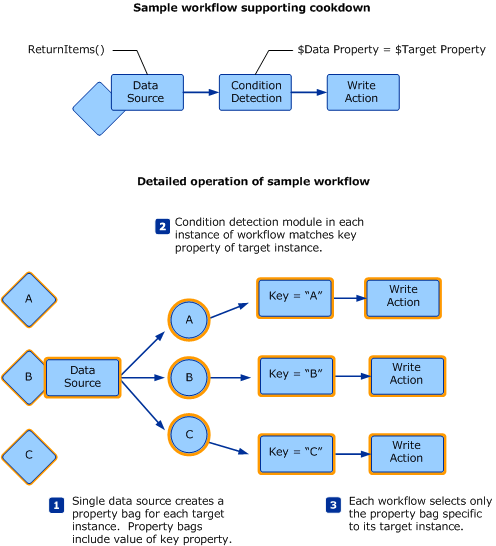 Sample workflow supporting cookdown
ReturnItems()
$Data Property = $Target Property
Data
Source
Condition
Detection
Write
Action
Detailed operation of sample workflow
2
Condition detection module in each
instance of workflow matches key
property of target instance.
A
A
Key = “A”
Write
Action
B
Data
Source
B
Key = “B”
Write
Action
C
C
Key = “C”
Write
Action
1
Single data source creates a
property bag for each target
instance.  Property bags
include value of key property.
3
Each workflow selects only
the property bag specific
to its target instance.